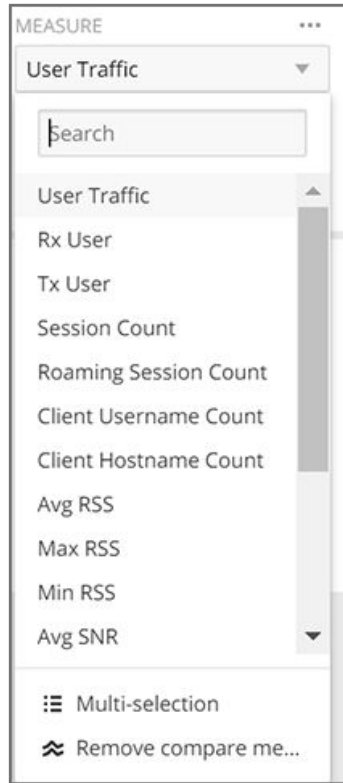 MEASURE
User Traffic
Search
User Traffic
Rx User
Tx User
Session Count
Roaming Session Count
Client Username Count
Client Hostname Count
Avg RSS
Max RSS
Min RSS
Avg SNR
Multi-selection
Remove compare me...